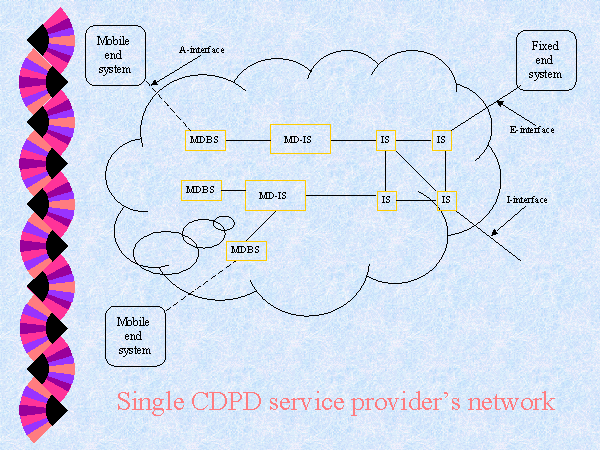 Mobile
end
system
A-interface
Fixed
end
system
MDBS
MD-IS
IS
IS
E-interface
MDBS
MD-IS
IS
IS
I-interface
MDBS
Mobile
end
system
Single CDPD service provider's network